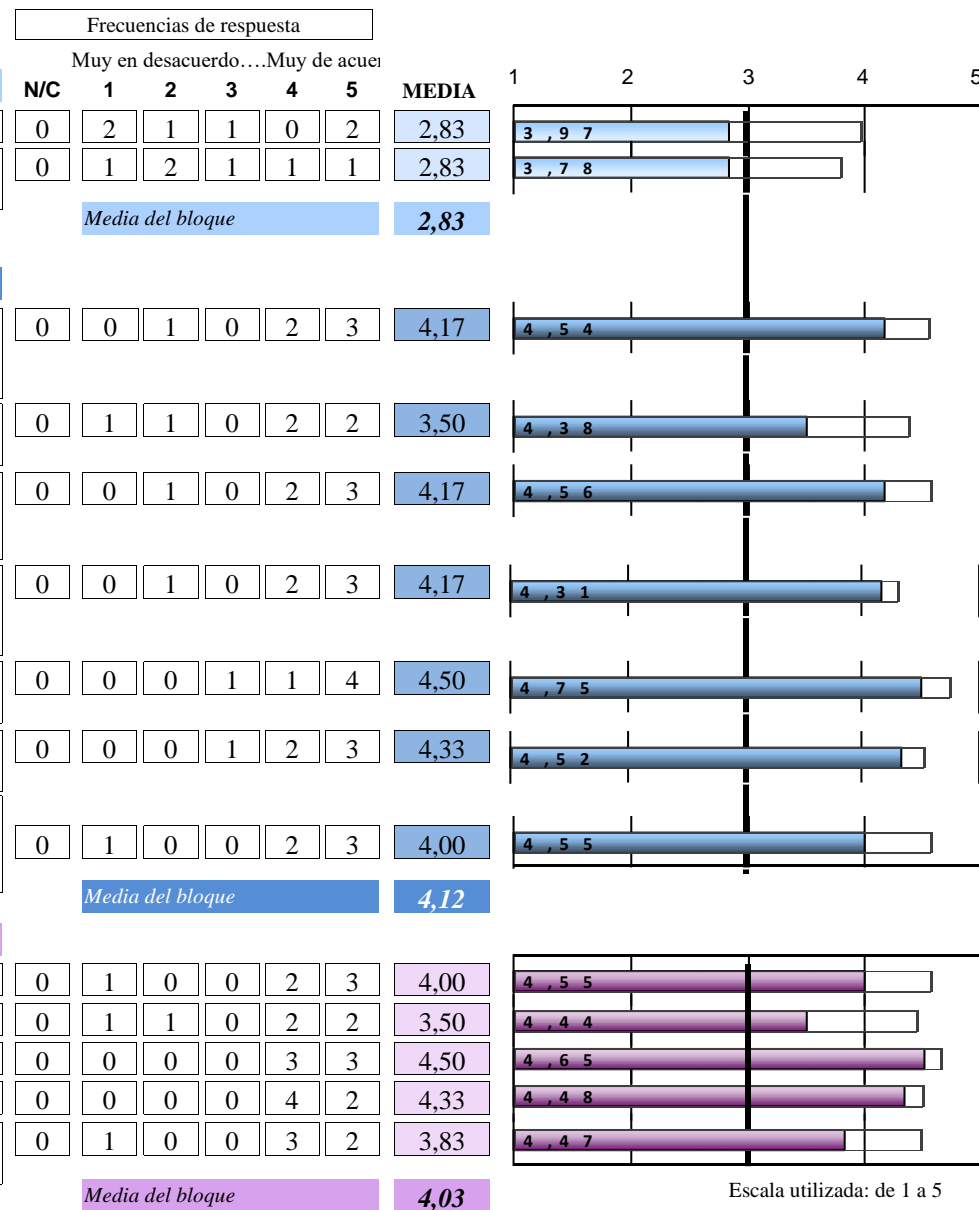 Frecuencias de respuesta
Muy en desacuerdo….Muy de acuer
N/C 1 2 3 4 5 MEDIA 1 2 3 4 5
0 2 1 1 0 2 2,83 3,97
0 1 2 1 1 1 2,83 3,78
Media del bloque 2,83
0 0 1 0 2 3 4,17 4,54
0 1 1 0 2 2 3,50 4,38
0 0 1 0 2 3 4,17 4,56
0 0 1 0 2 3 4,17 4,31
0 0 0 1 1 4 4,50 4,75
0 0 0 1 2 3 4,33 4,52
0 1 0 0 2 3 4,00 4,55
Media del bloque 4,12
0 1 0 0 2 3 4,00 4,55
0 1 1 0 2 2 3,50 4,44
0 0 0 0 3 3 4,50 4,65
0 0 0 0 4 2 4,33 4,48
0 1 0 0 3 2 3,83 4,47
Media del bloque 4,03 Escala utilizada: de 1 a 5